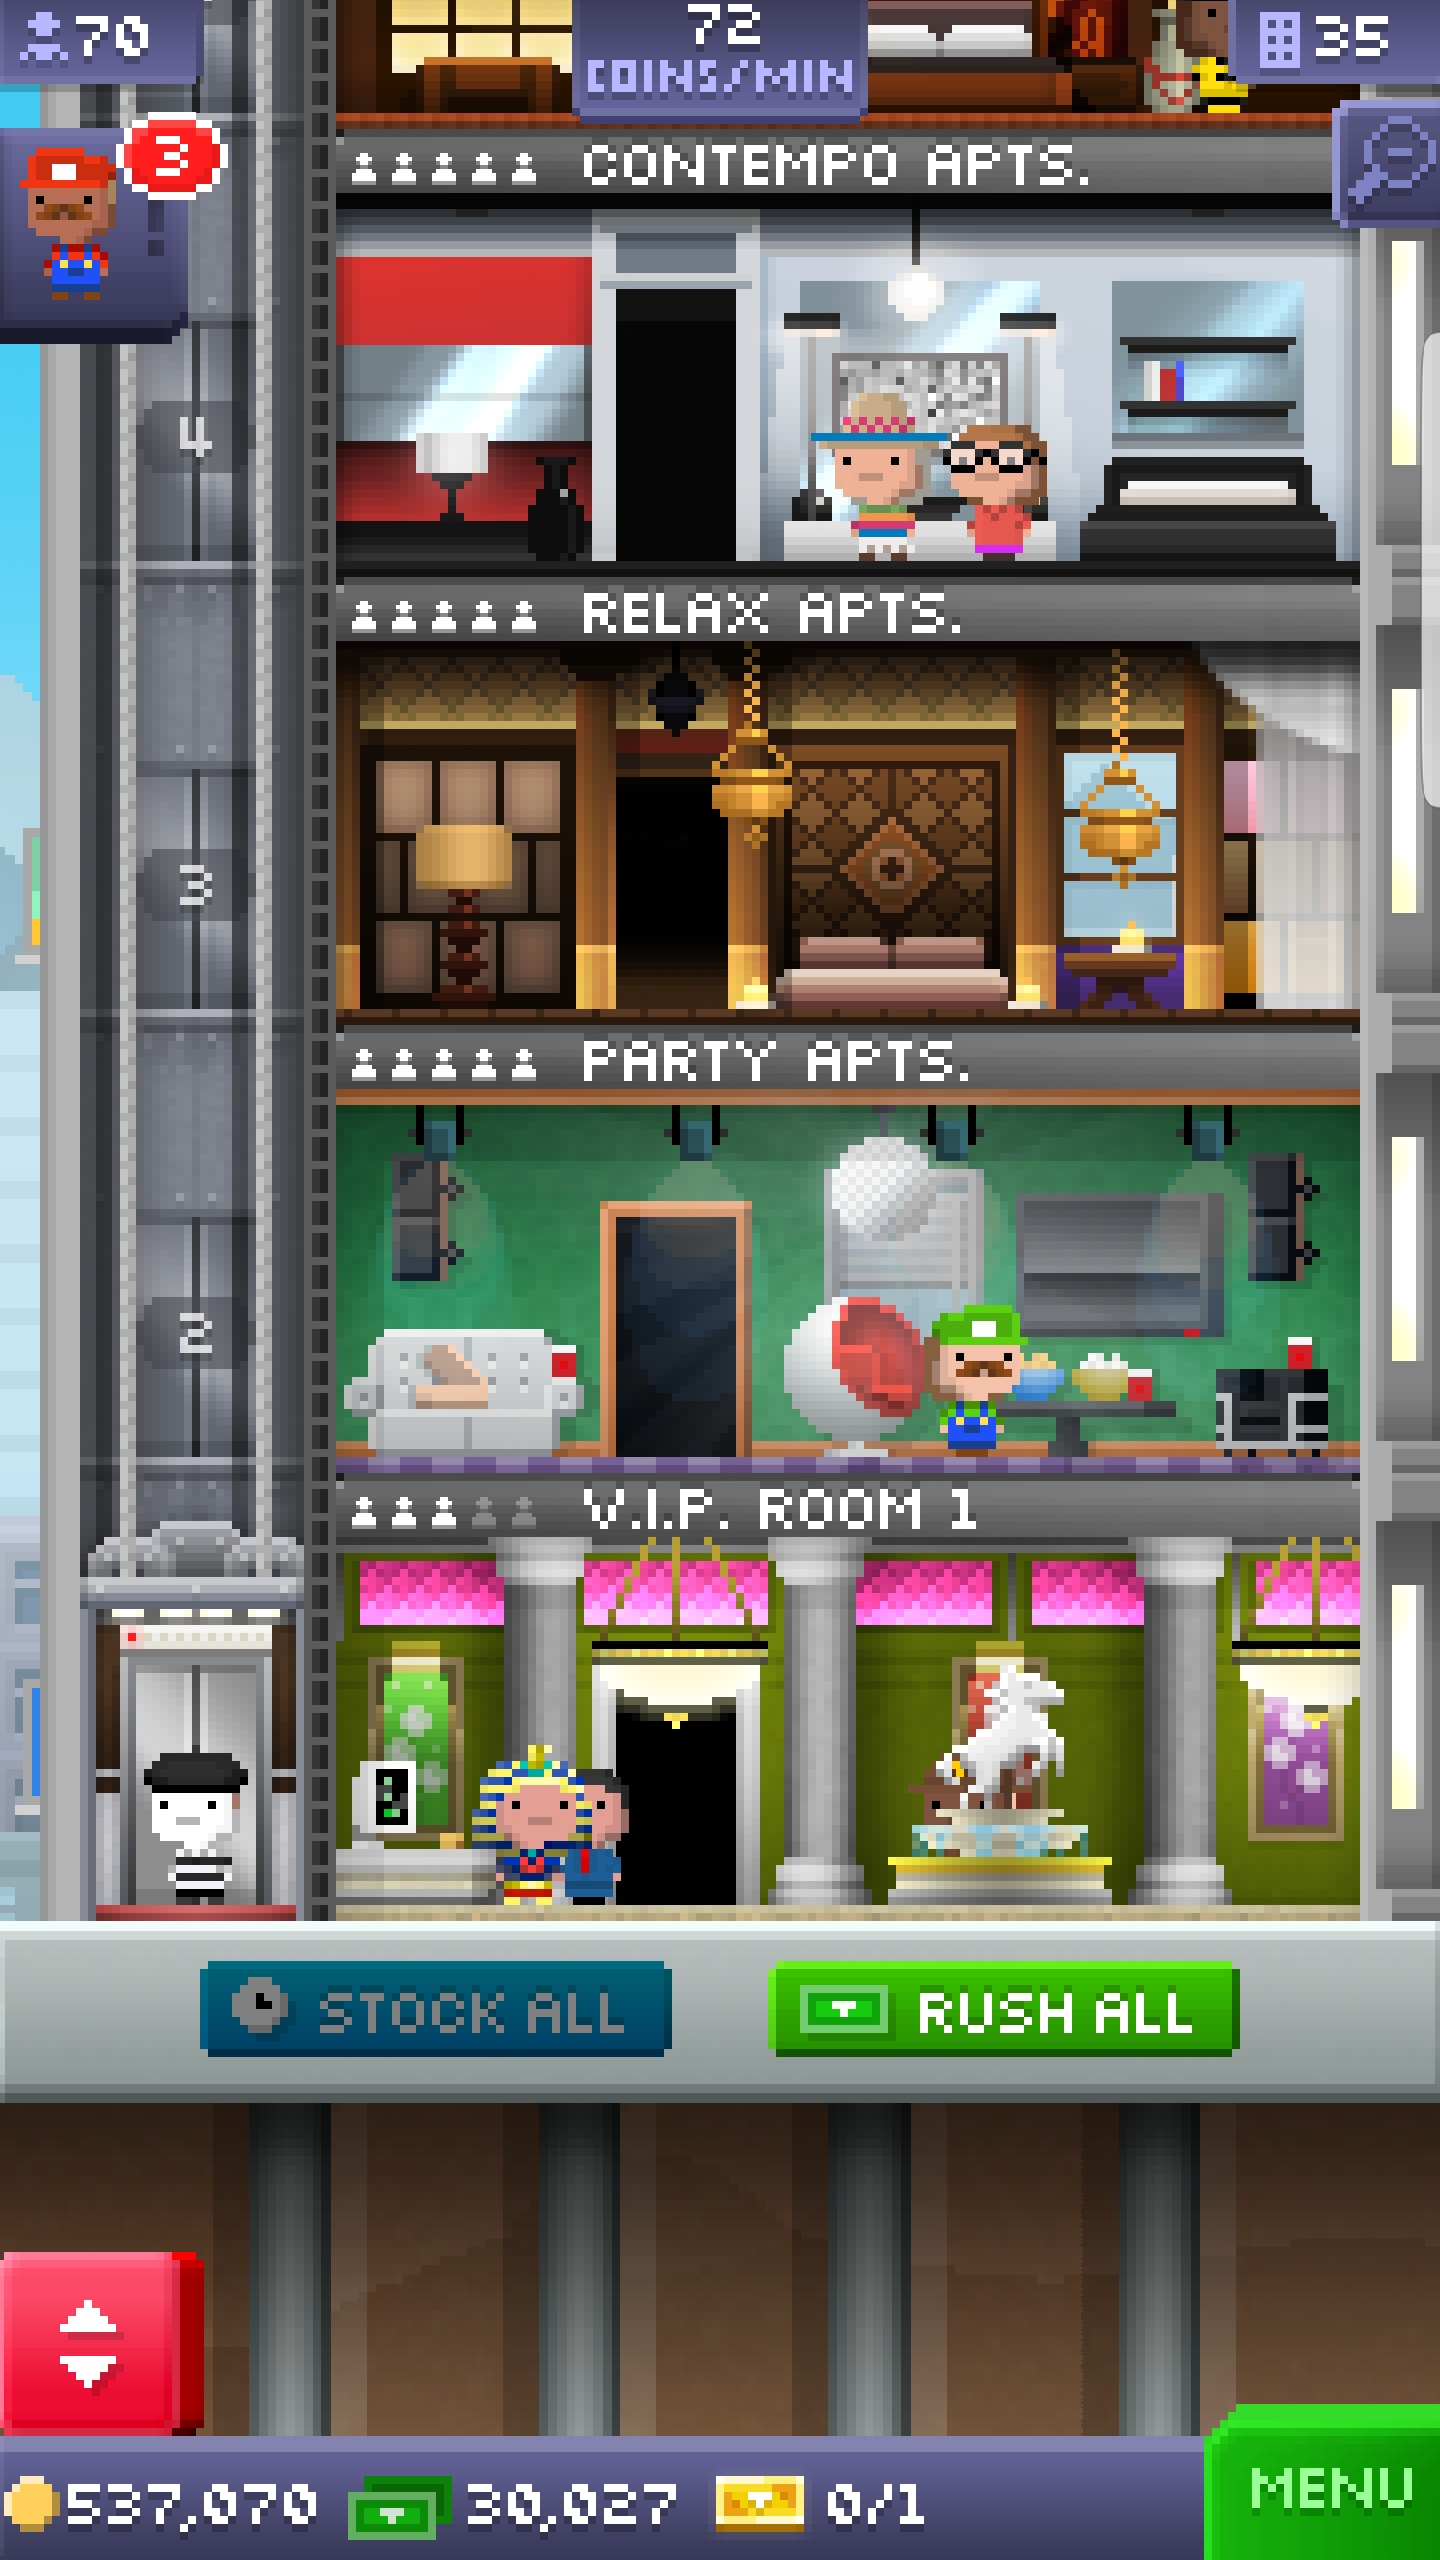 70
72
COINS/MIN
35
3
CONTEMPO APTS.
4
RELAX APTS.
3
PARTY APTS.
2
V.I.P. ROOM 1
STOCK ALL
RUSH ALL
537,070
30,027
0/1
MENU